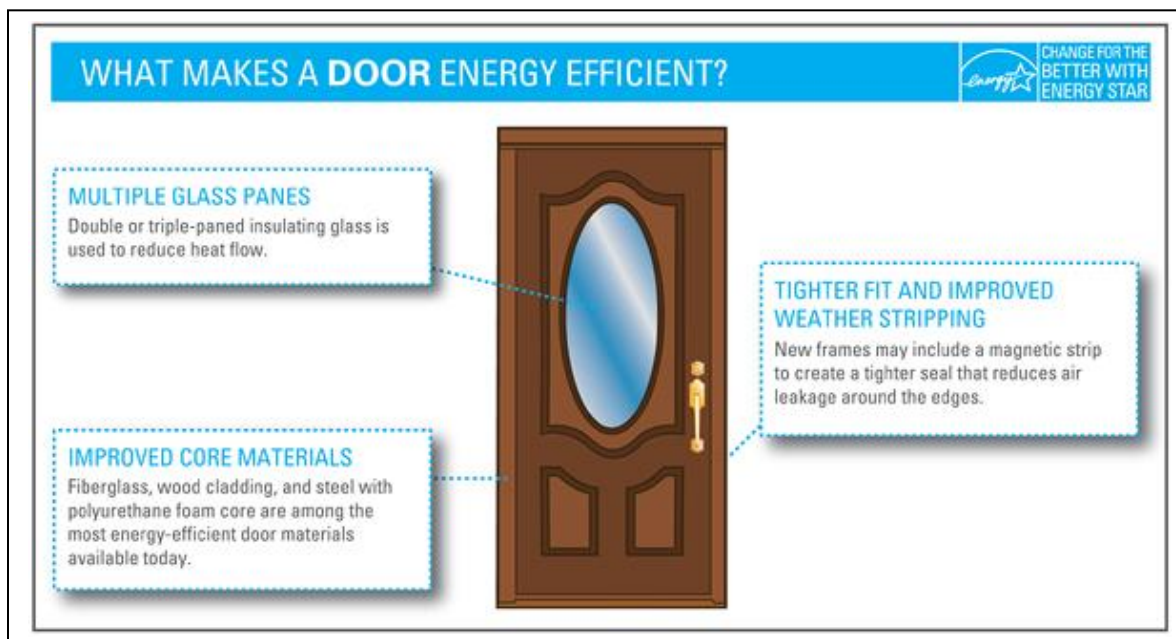 WHAT MAKES A DOOR ENERGY EFFICIENT?
energy
CHANGE FOR THE
BETTER WITH
ENERGY STAR
MULTIPLE GLASS PANES
Double or triple-paned insulating glass is
used to reduce heat flow.
TIGHTER FIT AND IMPROVED
WEATHER STRIPPING
New frames may include a magnetic strip
to create a tighter seal that reduces air
leakage around the edges.
IMPROVED CORE MATERIALS
Fiberglass, wood cladding, and steel with
polyurethane foam core are among the
most energy-efficient door materials
available today.